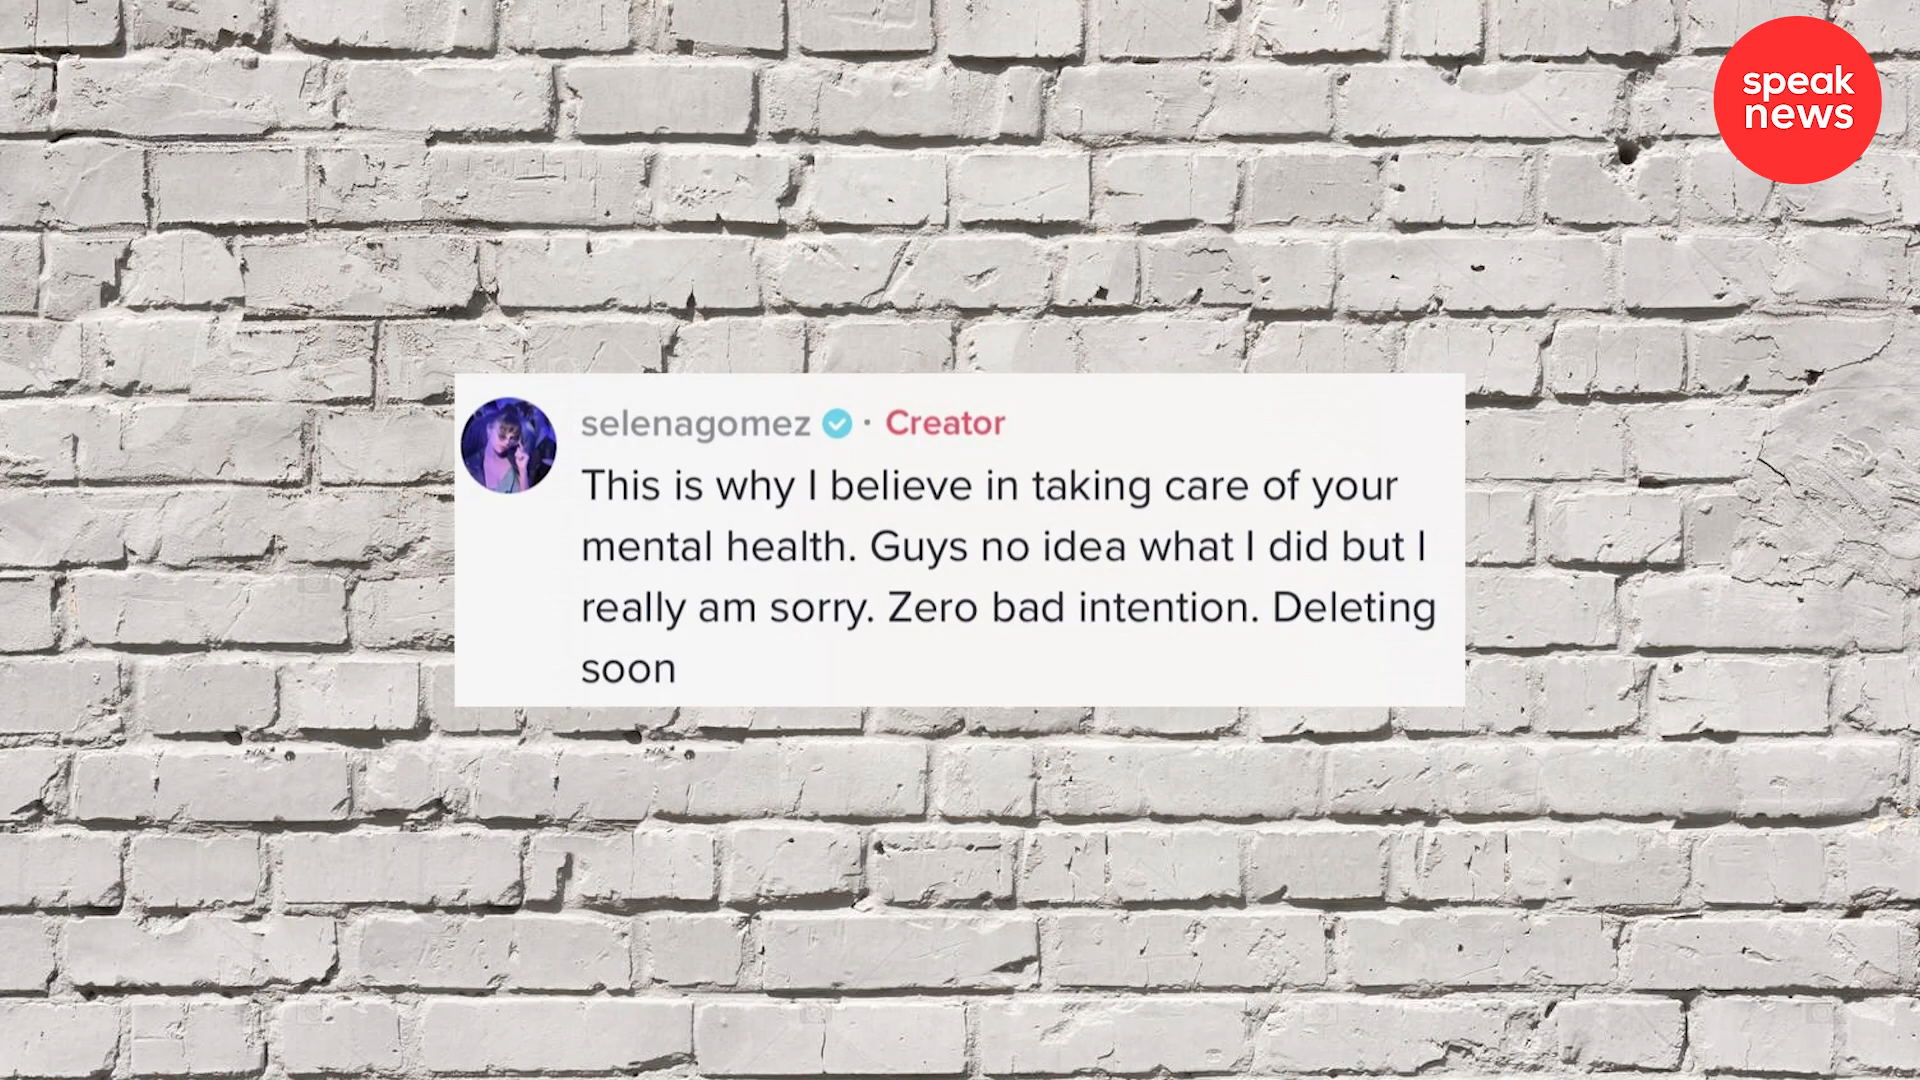 speak
news
selenagomez · Creator
This is why I believe in taking care of your
mental health. Guys no idea what I did but I
really am sorry. Zero bad intention. Deleting
soon